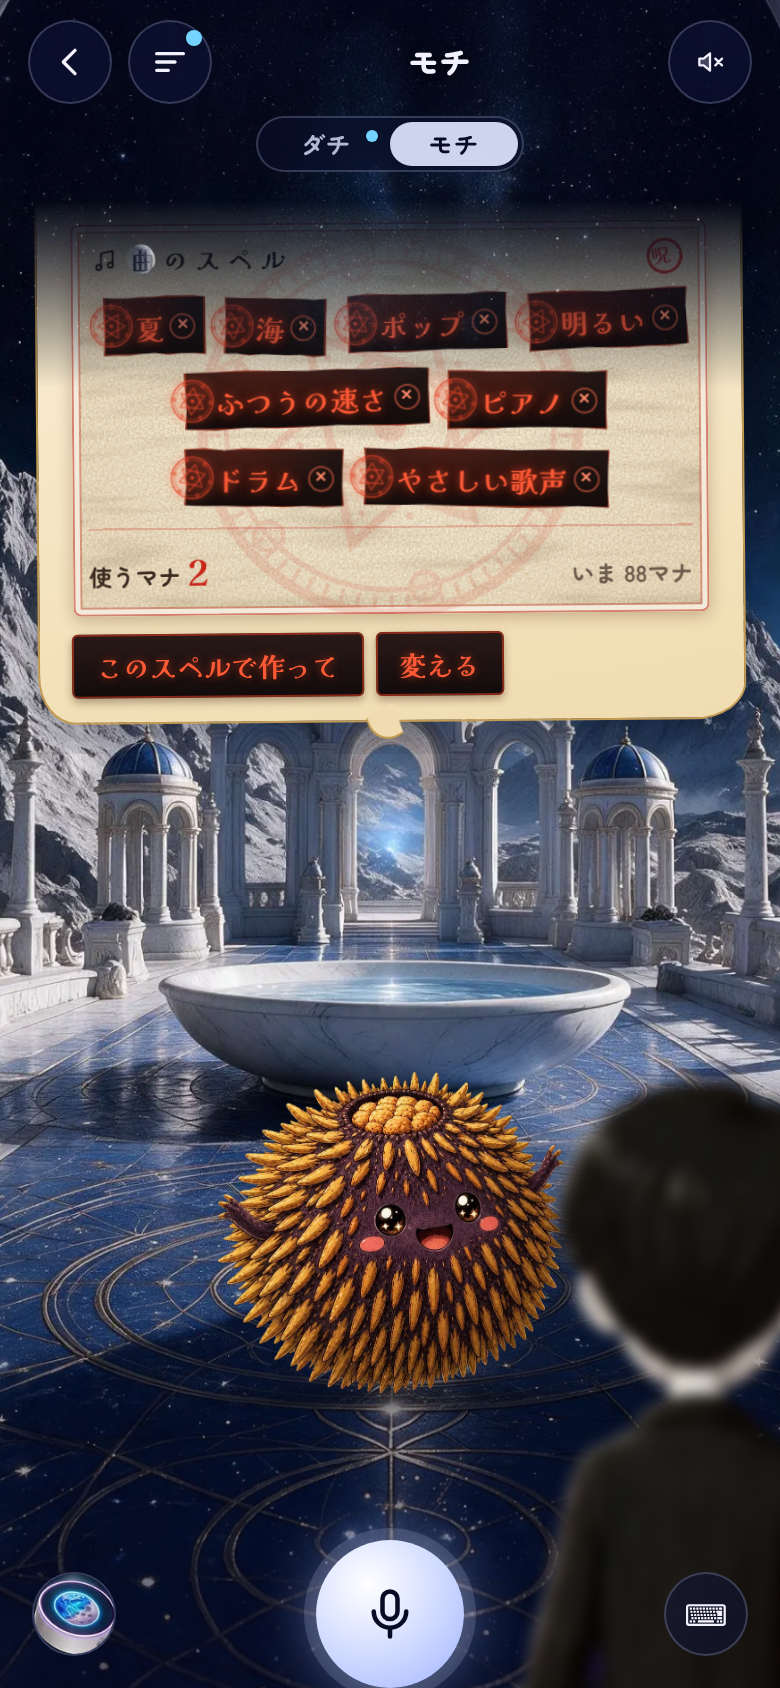 モチ
ダチ モチ
曲のスペル 呪
夏 海 ポップ 明るい
ふつうの速さ ピアノ
ドラム やさしい歌声
使うマナ 2 いま 88マナ
このスペルで作って 変える